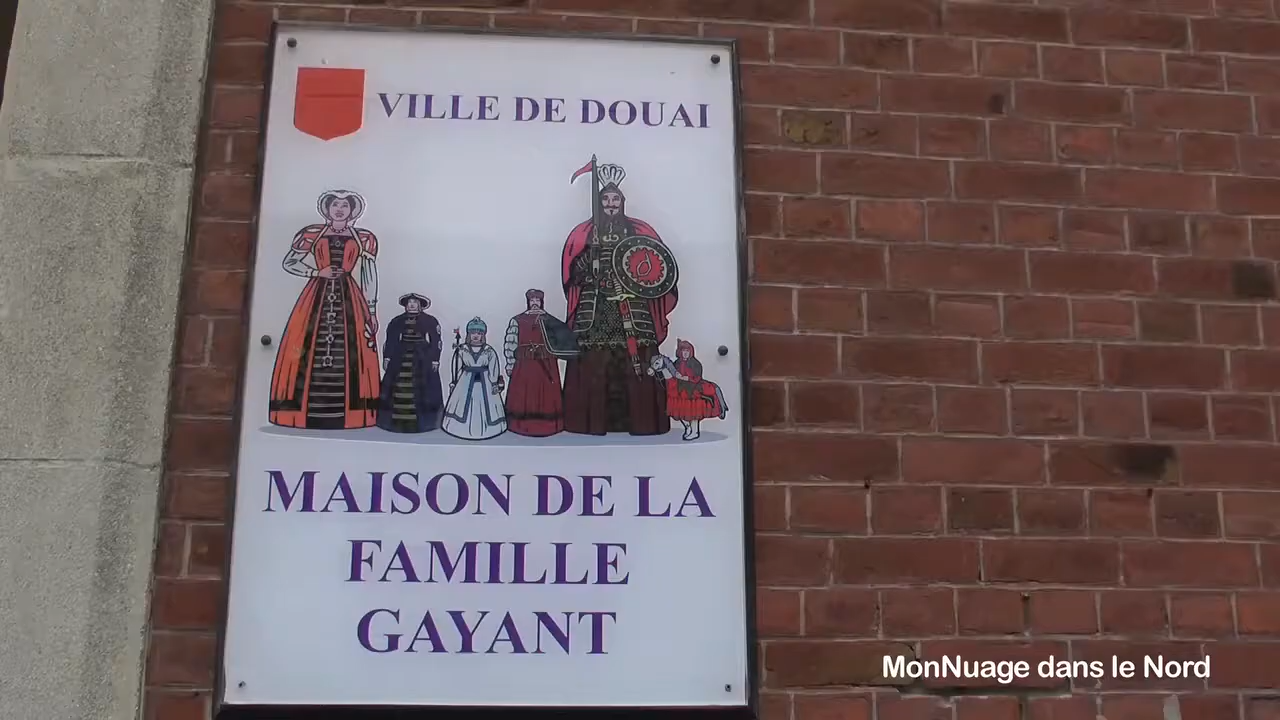 VILLE DE DOUAI
MAISON DE LA
FAMILLE
GAYANT
MonNuage dans le Nord